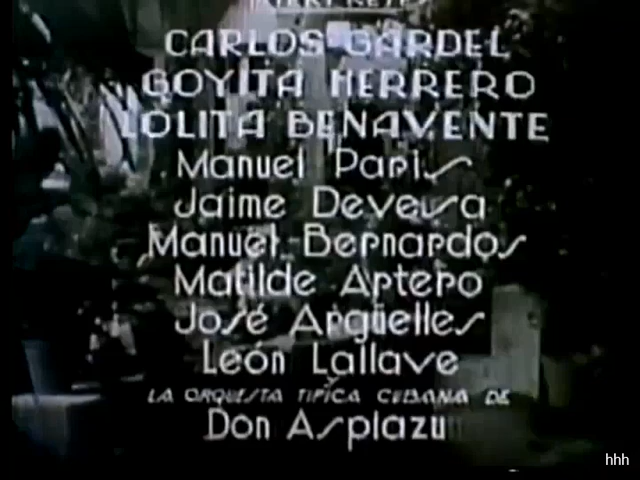 INTERPRETES
CARLOS GARDEL
GOYITA HERRERO
LOLITA BENAVENTE
Manuel Paris
Jaime Devesa
Manuel Bernardos
Matilde Artero
José Argüelles
León Lallave
y
LA ORQUESTA TIPICA CUBANA DE
Don Asplazu
hhh